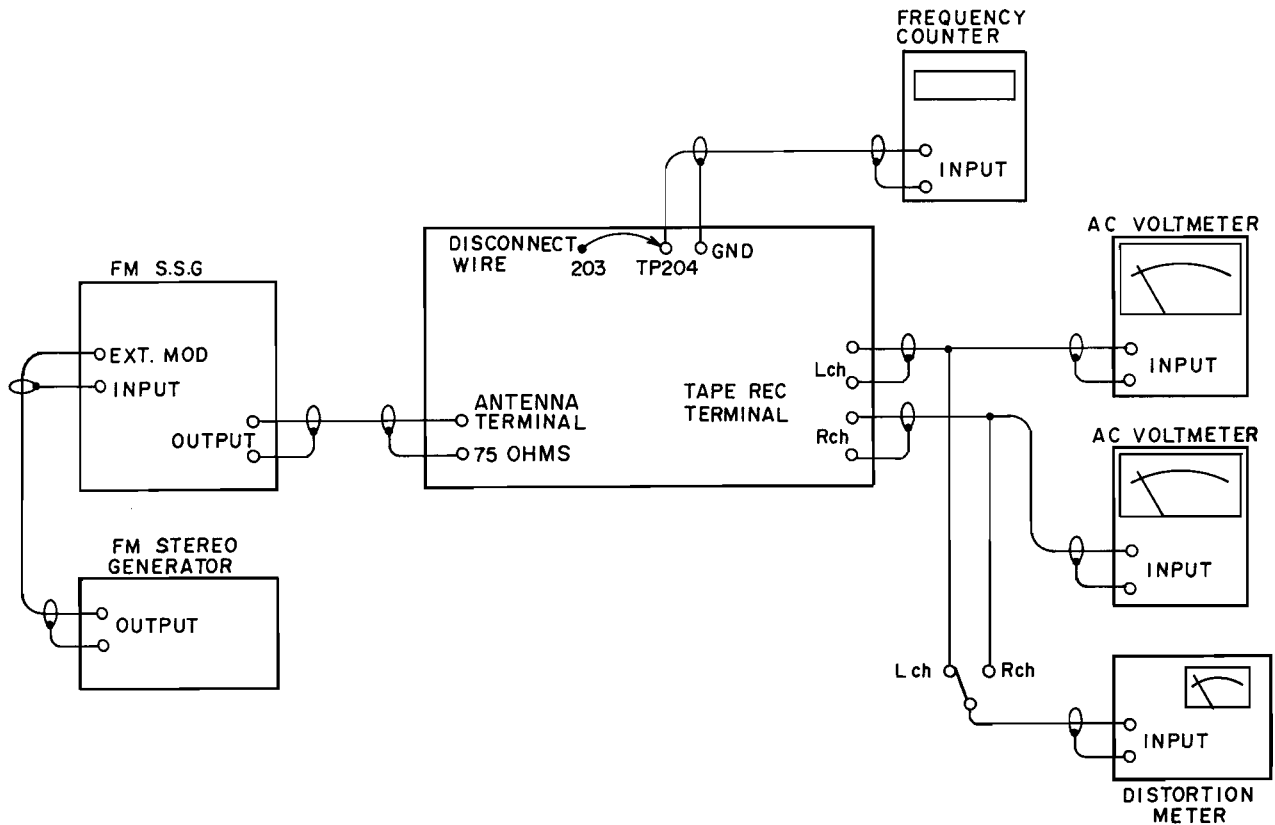 FREQUENCY
COUNTER
INPUT
DISCONNECT
WIRE
203
TP204
GND
AC VOLTMETER
INPUT
FM S.S.G
EXT. MOD
INPUT
OUTPUT
ANTENNA
TERMINAL
75 OHMS
TAPE REC
TERMINAL
Lch
Rch
AC VOLTMETER
INPUT
FM STEREO
GENERATOR
OUTPUT
Lch
Rch
INPUT
DISTORTION
METER